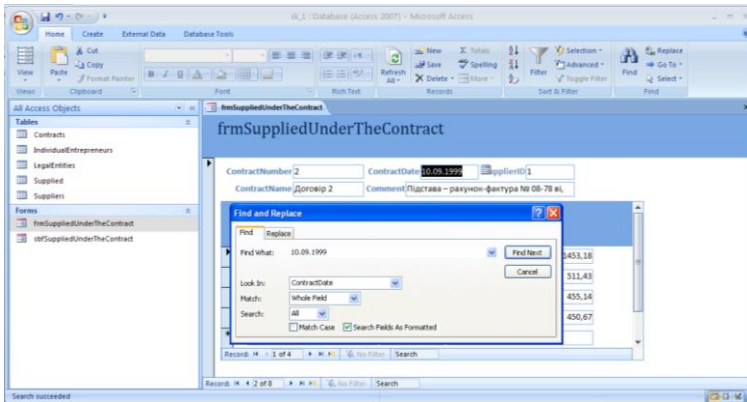 sli_1 : Database (Access 2007) - Microsoft Access
Home Create External Data Database Tools
View
Views
Paste
Cut
Copy
Format Painter
Clipboard
Font
Rich Text
Refresh All
New
Save
Delete
Totals
Spelling
More
Records
Filter
Selection
Advanced
Toggle Filter
Sort & Filter
Find
Replace
Go To
Select
Find
All Access Objects
Tables
Contracts
IndividualEntrepreneurs
LegalEntities
Supplied
Suppliers
Forms
frmSuppliedUnderTheContract
sbfSuppliedUnderTheContract
frmSuppliedUnderTheContract
frmSuppliedUnderTheContract
ContractNumber 2 ContractDate 10.09.1999 SupplierID 1
ContractName Договір 2 Comment Підстава – рахунок-фактура № 08-78 ві,
Find and Replace
Find Replace
Find What: 10.09.1999 Find Next
Cancel
Look In: ContractDate
Match: Whole Field
Search: All
Match Case Search Fields As Formatted
1453,18
511,43
455,14
450,67
Record: 1 of 4 No Filter Search
Record: 2 of 8 No Filter Search
Search succeeded